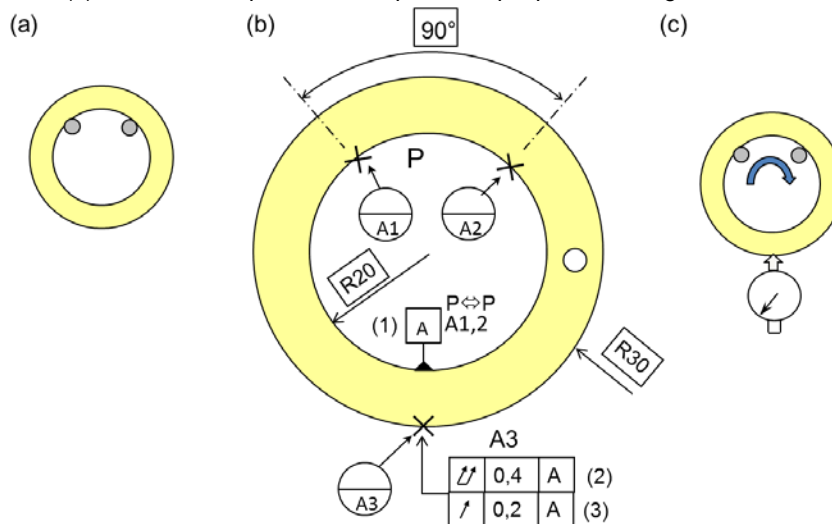 (a)
(b)
(c)
90°
P
A1
A2
R20
P⇔P
(1) A A1,2
R30
A3
A3
0,4 A (2)
0,2 A (3)